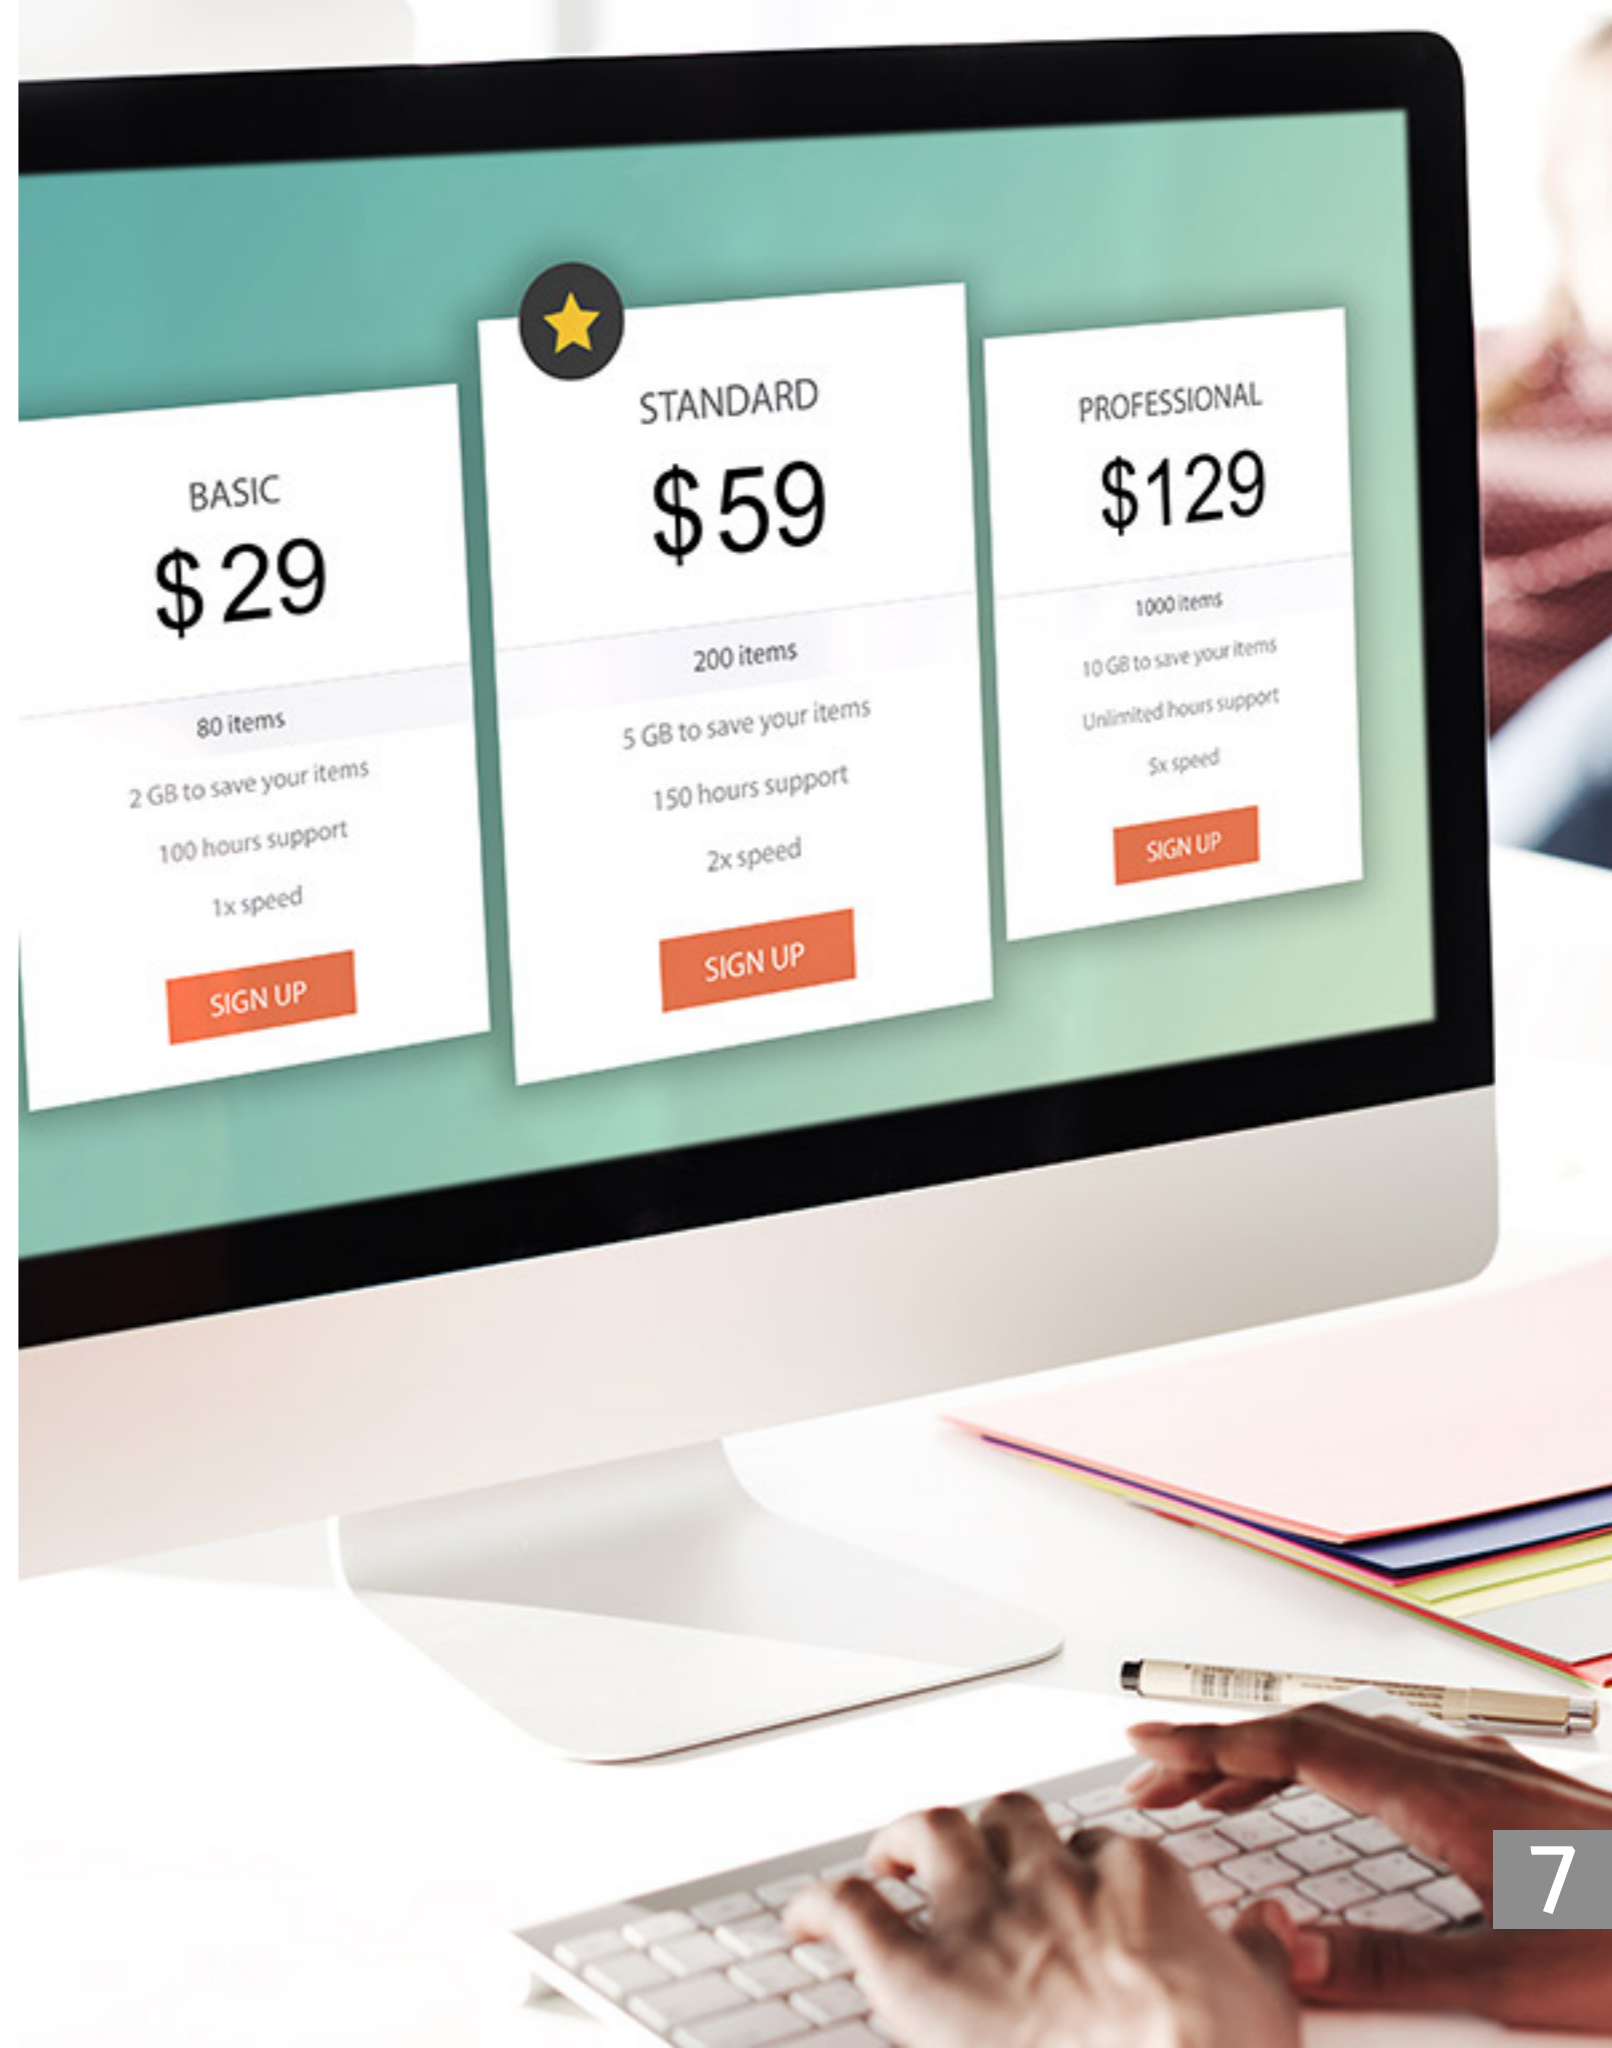 BASIC
$29
80 items
2 GB to save your items
100 hours support
1x speed
SIGN UP
STANDARD
$59
200 items
5 GB to save your items
150 hours support
2x speed
SIGN UP
PROFESSIONAL
$129
1000 items
10 GB to save your items
Unlimited hours support
5x speed
SIGN UP
7